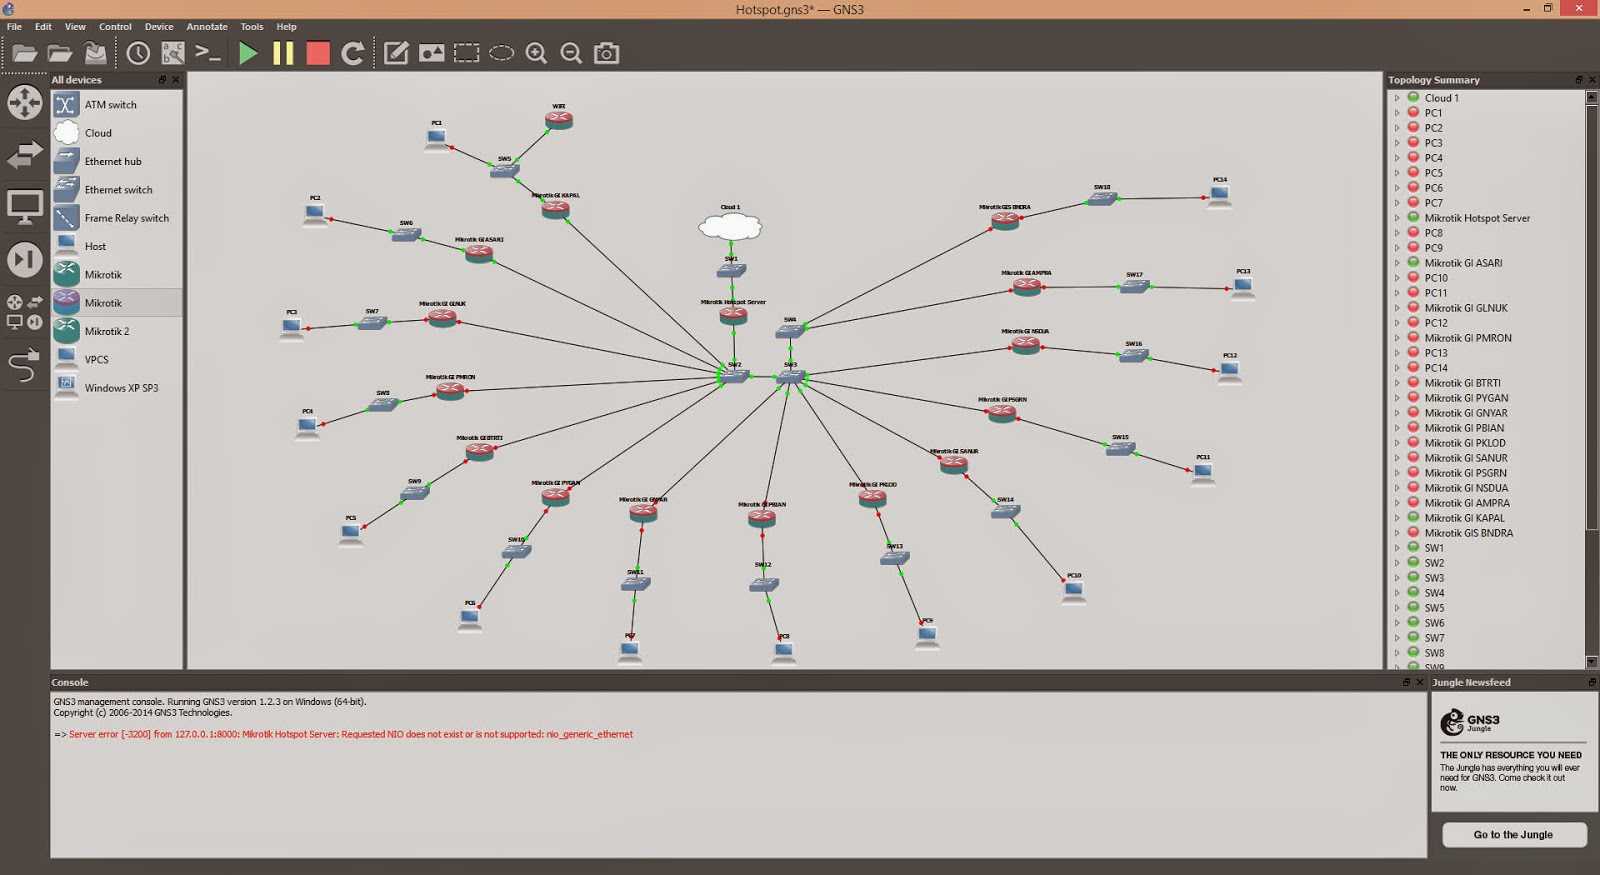 Hotspot.gns3* — GNS3
File Edit View Control Device Annotate Tools Help
All devices
ATM switch
Cloud
Ethernet hub
Ethernet switch
Frame Relay switch
Host
Mikrotik
Mikrotik
Mikrotik 2
VPCS
Windows XP SP3
WIFI
PC1
SW5
Mikrotik GI KAPAL
PC2
SW6
Mikrotik GI ASARI
Cloud 1
SW1
Mikrotik Hotspot Server
PC3
SW7
Mikrotik GI GLNUK
SW4
SW2
SW3
PC4
SW8
Mikrotik GI PMRON
Mikrotik GI BTRTI
SW9
PC5
Mikrotik GI PYGAN
SW10
PC6
Mikrotik GI GNYAR
SW11
PC7
Mikrotik GI PBIAN
SW12
PC8
Mikrotik GI PKLOD
SW13
PC9
Mikrotik GI SANUR
SW14
PC10
Mikrotik GI PSGRN
SW15
PC11
Mikrotik GI NSDUA
SW16
PC12
Mikrotik GI AMPRA
SW17
PC13
Mikrotik GIS BNDRA
SW18
PC14
Topology Summary
Cloud 1
PC1
PC2
PC3
PC4
PC5
PC6
PC7
Mikrotik Hotspot Server
PC8
PC9
Mikrotik GI ASARI
PC10
PC11
Mikrotik GI GLNUK
PC12
Mikrotik GI PMRON
PC13
PC14
Mikrotik GI BTRTI
Mikrotik GI PYGAN
Mikrotik GI GNYAR
Mikrotik GI PBIAN
Mikrotik GI PKLOD
Mikrotik GI SANUR
Mikrotik GI PSGRN
Mikrotik GI NSDUA
Mikrotik GI AMPRA
Mikrotik GI KAPAL
Mikrotik GIS BNDRA
SW1
SW2
SW3
SW4
SW5
SW6
SW7
SW8
SW9
Console
GNS3 management console. Running GNS3 version 1.2.3 on Windows (64-bit).
Copyright (c) 2006-2014 GNS3 Technologies.
=> Server error [-3200] from 127.0.0.1:8000: Mikrotik Hotspot Server: Requested NIO does not exist or is not supported: nio_generic_ethernet
Jungle Newsfeed
GNS3
Jungle
THE ONLY RESOURCE YOU NEED
The Jungle has everything you will ever
need for GNS3. Come check it out
now.
Go to the Jungle